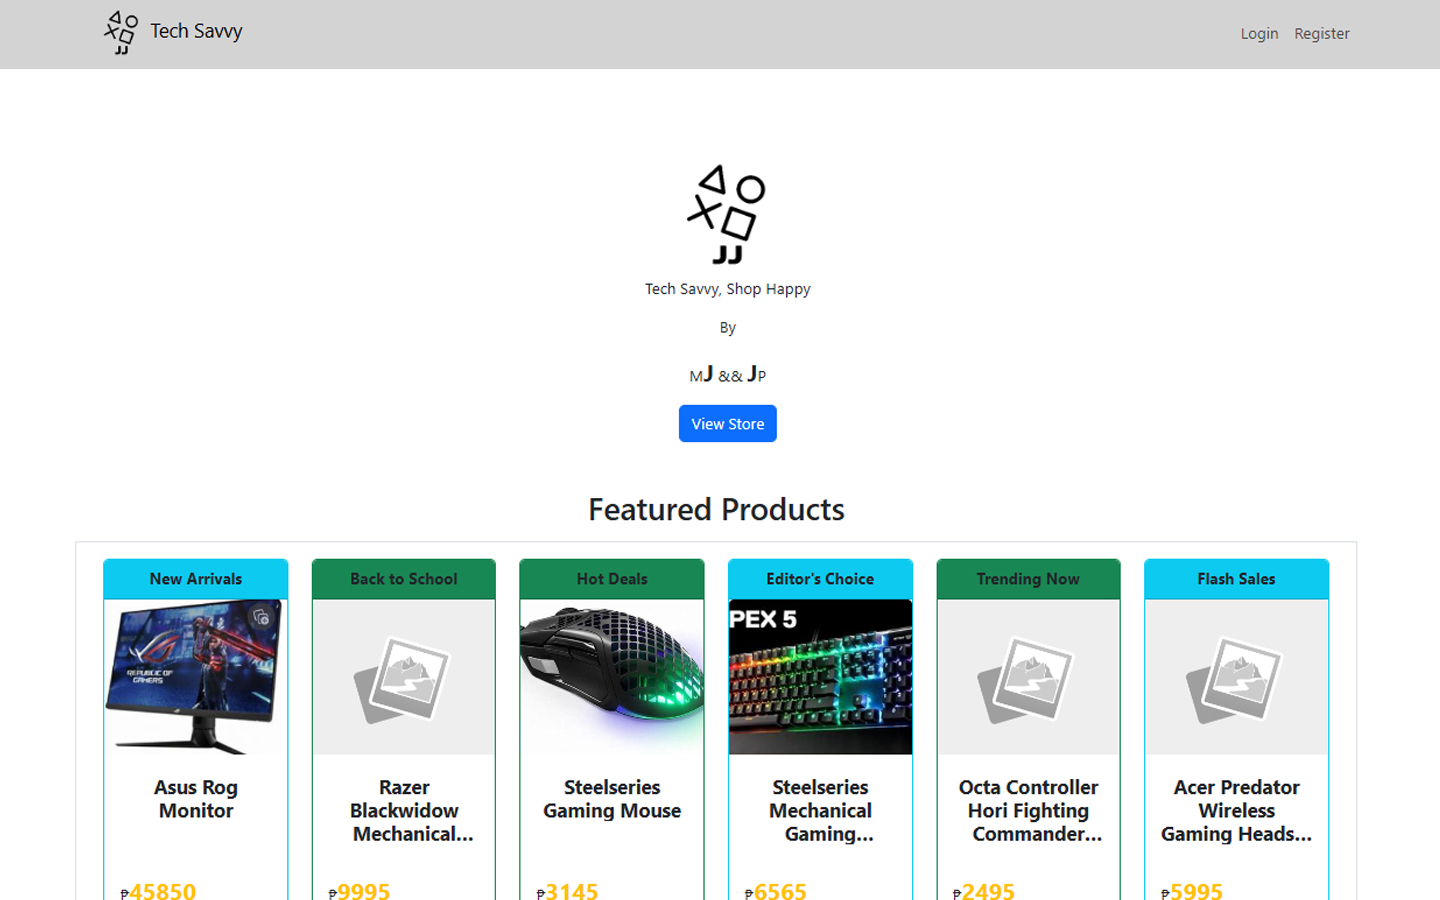 Tech Savvy
Login
Register
JJ
Tech Savvy, Shop Happy
By
MJ && JP
View Store
Featured Products
New Arrivals
Back to School
Hot Deals
Editor's Choice
Trending Now
Flash Sales
REPUBLIC OF
GAMERS
PEX 5
Asus Rog
Monitor
Razer
Blackwidow
Mechanical...
Steelseries
Gaming Mouse
Steelseries
Mechanical
Gaming...
Octa Controller
Hori Fighting
Commander...
Acer Predator
Wireless
Gaming Heads...
₱45850
₱9995
₱3145
₱6565
₱2495
₱5995